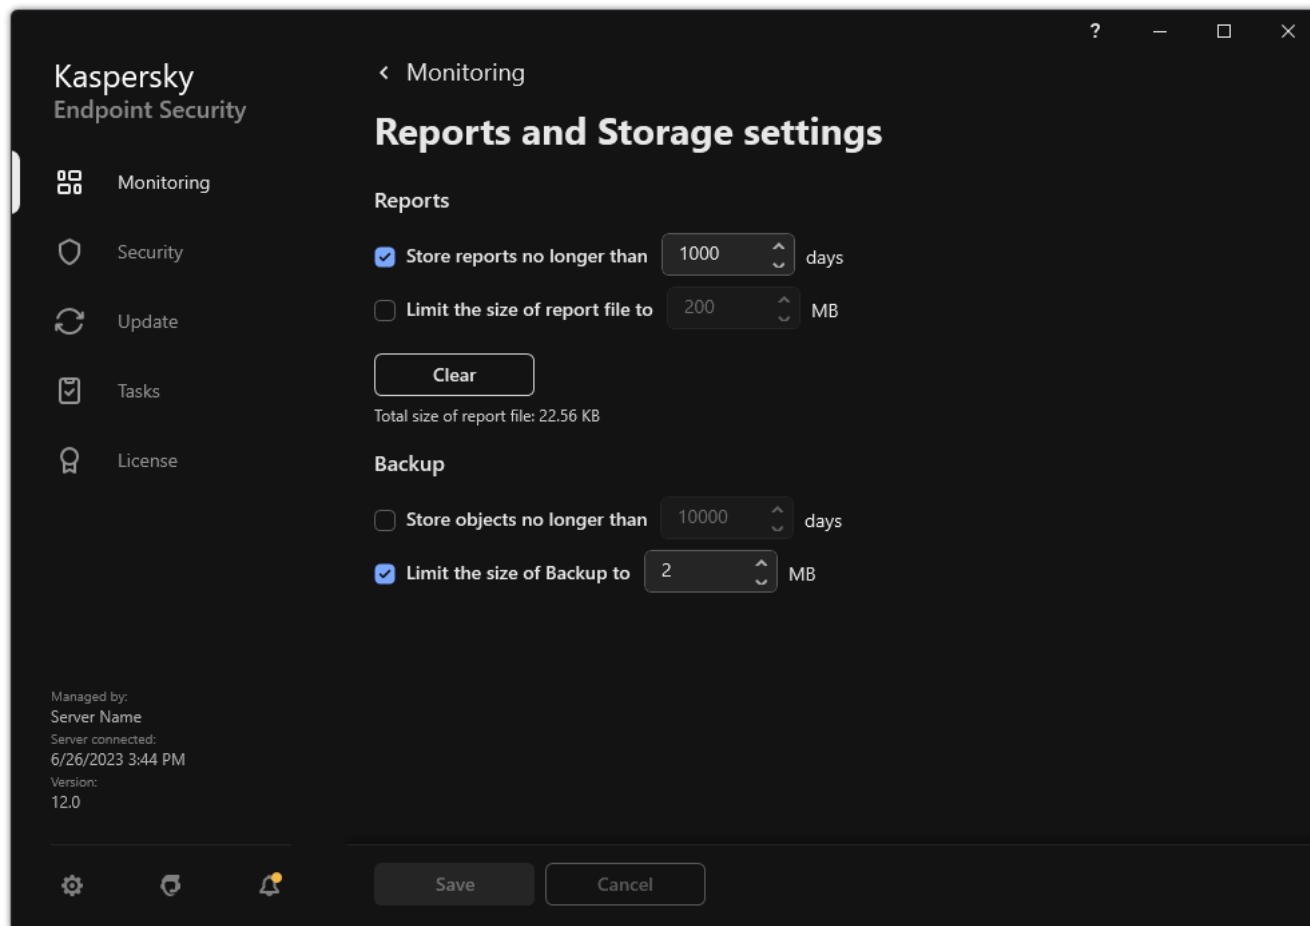 ?
Kaspersky
Endpoint Security
Monitoring
Security
Update
Tasks
License
Managed by:
Server Name
Server connected:
6/26/2023 3:44 PM
Version:
12.0
Monitoring
Reports and Storage settings
Reports
Store reports no longer than 1000 days
Limit the size of report file to 200 MB
Clear
Total size of report file: 22.56 KB
Backup
Store objects no longer than 10000 days
Limit the size of Backup to 2 MB
Save Cancel